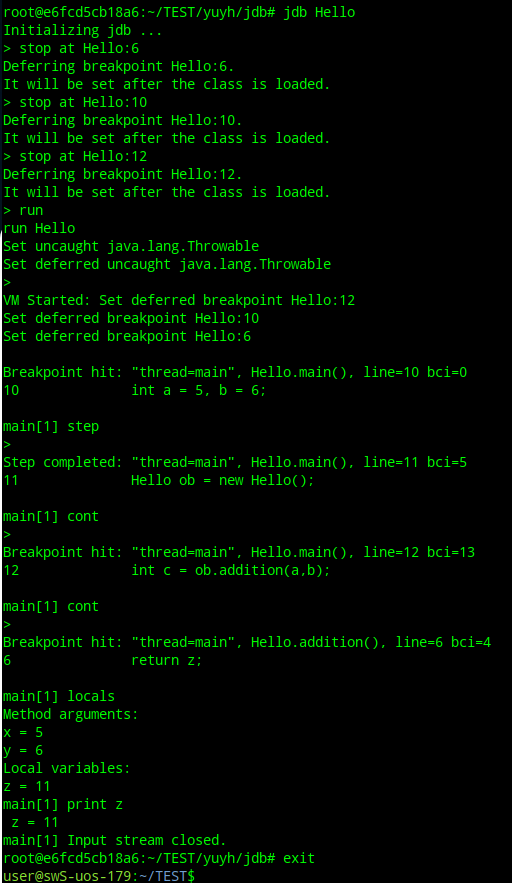 root@e6fcd5cb18a6:~/TEST/yuyh/jdb# jdb Hello
Initializing jdb ...
> stop at Hello:6
Deferring breakpoint Hello:6.
It will be set after the class is loaded.
> stop at Hello:10
Deferring breakpoint Hello:10.
It will be set after the class is loaded.
> stop at Hello:12
Deferring breakpoint Hello:12.
It will be set after the class is loaded.
> run
run Hello
Set uncaught java.lang.Throwable
Set deferred uncaught java.lang.Throwable
>
VM Started: Set deferred breakpoint Hello:12
Set deferred breakpoint Hello:10
Set deferred breakpoint Hello:6

Breakpoint hit: "thread=main", Hello.main(), line=10 bci=0
10              int a = 5, b = 6;

main[1] step
>
Step completed: "thread=main", Hello.main(), line=11 bci=5
11              Hello ob = new Hello();

main[1] cont
>
Breakpoint hit: "thread=main", Hello.main(), line=12 bci=13
12              int c = ob.addition(a,b);

main[1] cont
>
Breakpoint hit: "thread=main", Hello.addition(), line=6 bci=4
6               return z;

main[1] locals
Method arguments:
x = 5
y = 6
Local variables:
z = 11
main[1] print z
 z = 11
main[1] Input stream closed.
root@e6fcd5cb18a6:~/TEST/yuyh/jdb# exit
user@swS-uos-179:~/TEST$